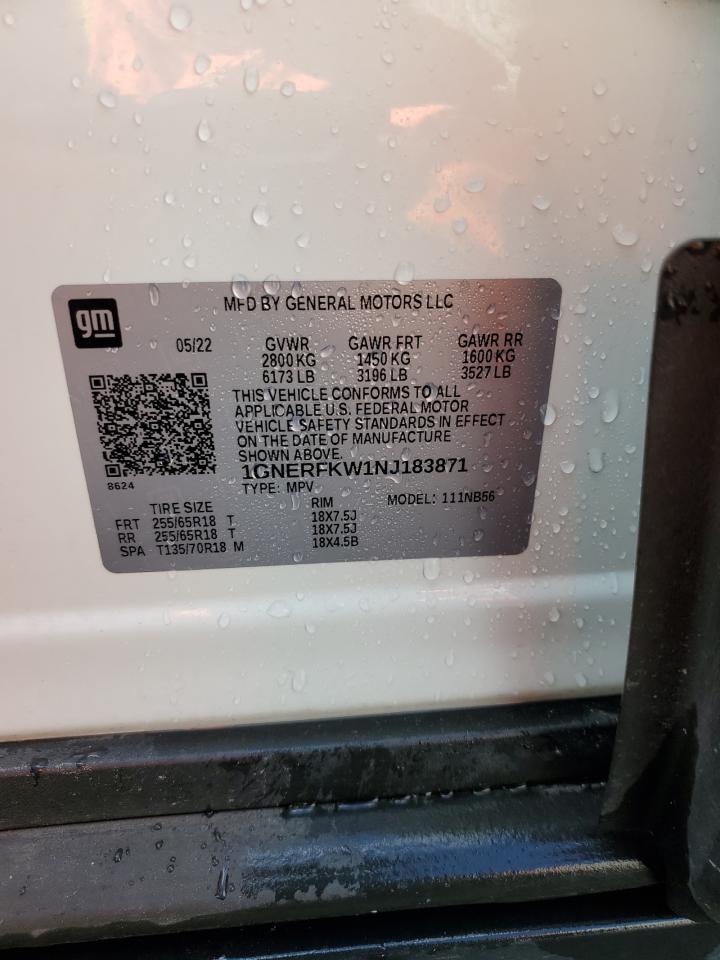 gm
MFD BY GENERAL MOTORS LLC
05/22 GVWR GAWR FRT GAWR RR
2800 KG 1450 KG 1600 KG
6173 LB 3196 LB 3527 LB
THIS VEHICLE CONFORMS TO ALL
APPLICABLE U.S. FEDERAL MOTOR
VEHICLE SAFETY STANDARDS IN EFFECT
ON THE DATE OF MANUFACTURE
SHOWN ABOVE.
1GNERFKW1NJ183871
8624
TYPE: MPV MODEL: 111NB56
TIRE SIZE RIM
FRT 255/65R18 T 18X7.5J
RR 255/65R18 T 18X7.5J
SPA T135/70R18 M 18X4.5B